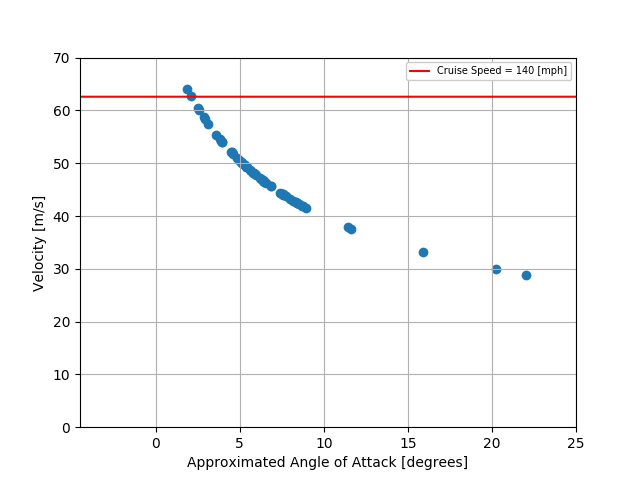 70
Cruise Speed = 140 [mph]
60
50
40
30
20
10
0
Velocity [m/s]
0 5 10 15 20 25
Approximated Angle of Attack [degrees]